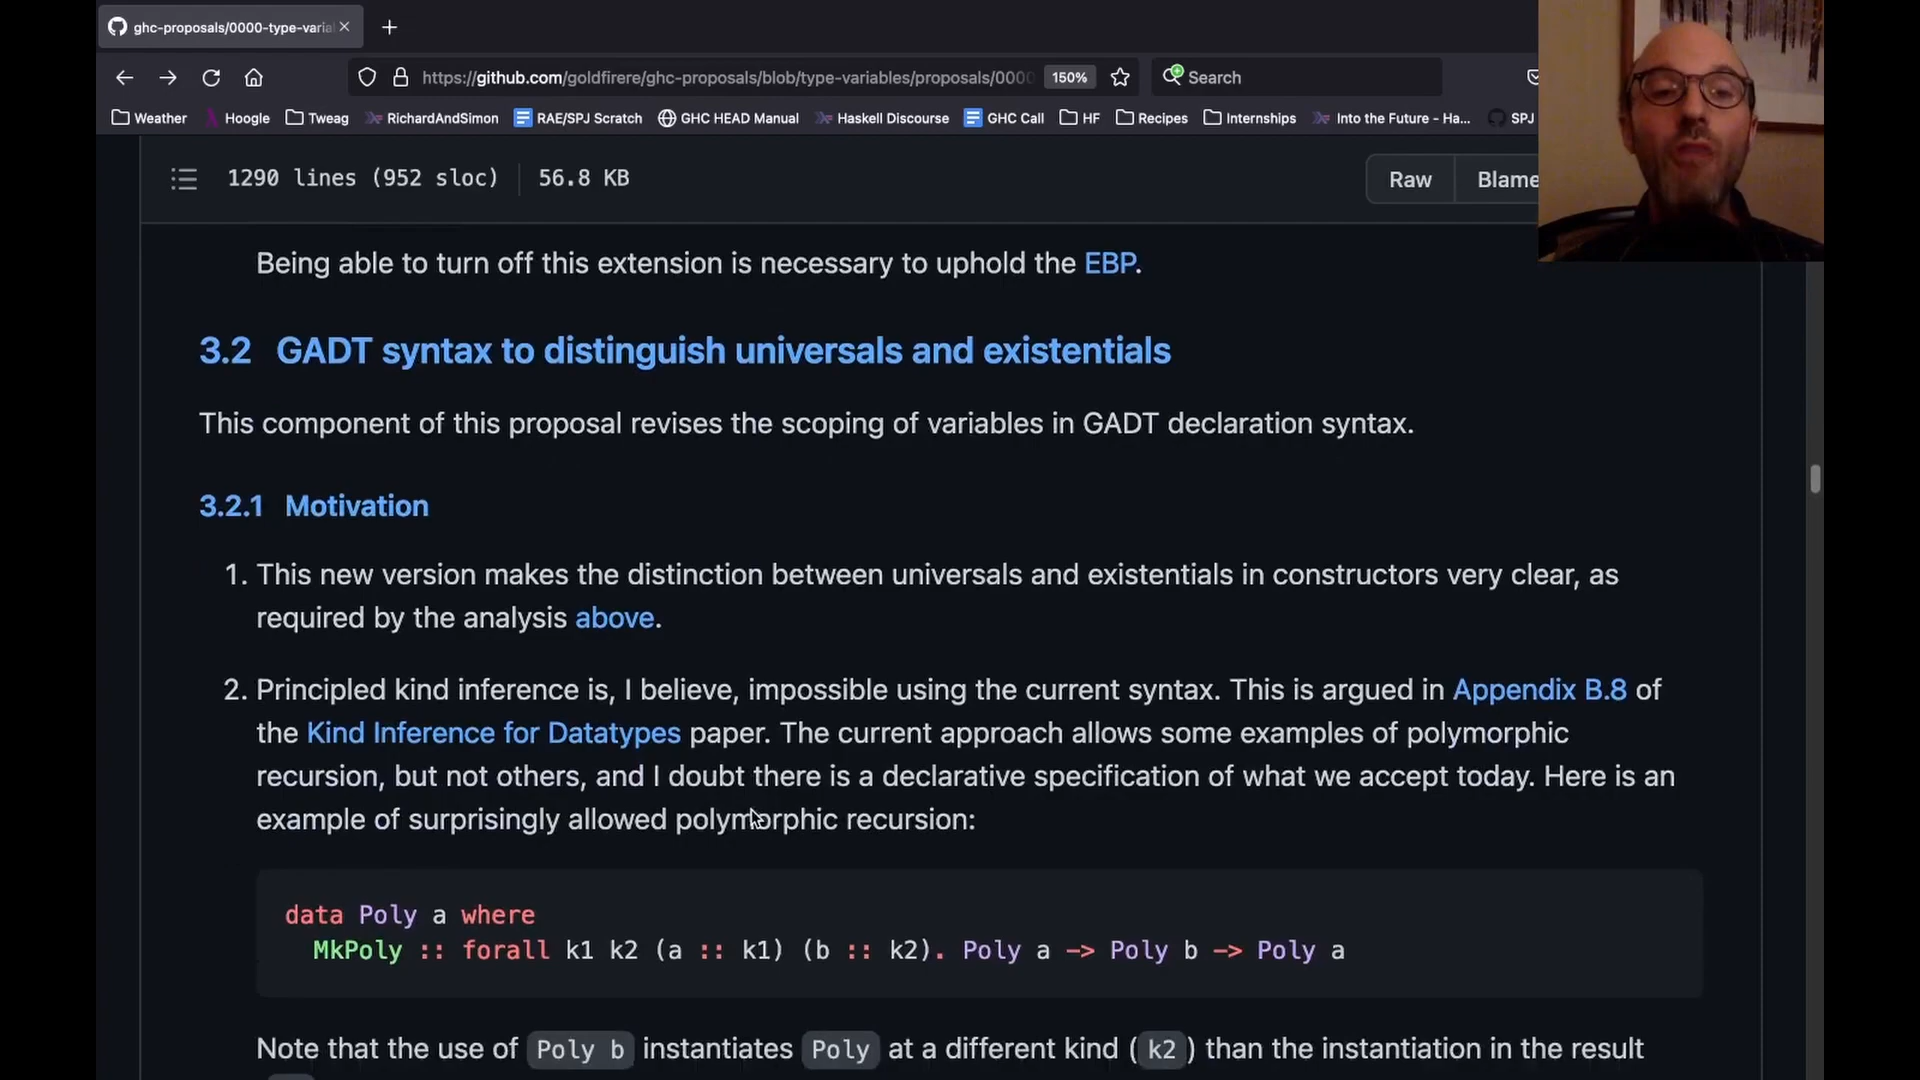 ghc-proposals/0000-type-varia
https://github.com/goldfirere/ghc-proposals/blob/type-variables/proposals/000
150%
Search
Weather Hoogle Tweag RichardAndSimon RAE/SPJ Scratch GHC HEAD Manual Haskell Discourse GHC Call HF Recipes Internships Into the Future - Ha... SPJ
1290 lines (952 sloc) 56.8 KB
Raw Blame
Being able to turn off this extension is necessary to uphold the EBP.
3.2 GADT syntax to distinguish universals and existentials
This component of this proposal revises the scoping of variables in GADT declaration syntax.
3.2.1 Motivation
1. This new version makes the distinction between universals and existentials in constructors very clear, as
required by the analysis above.
2. Principled kind inference is, I believe, impossible using the current syntax. This is argued in Appendix B.8 of
the Kind Inference for Datatypes paper. The current approach allows some examples of polymorphic
recursion, but not others, and I doubt there is a declarative specification of what we accept today. Here is an
example of surprisingly allowed polymorphic recursion:
data Poly a where
MkPoly :: forall k1 k2 (a :: k1) (b :: k2). Poly a -> Poly b -> Poly a
Note that the use of Poly b instantiates Poly at a different kind (k2) than the instantiation in the result